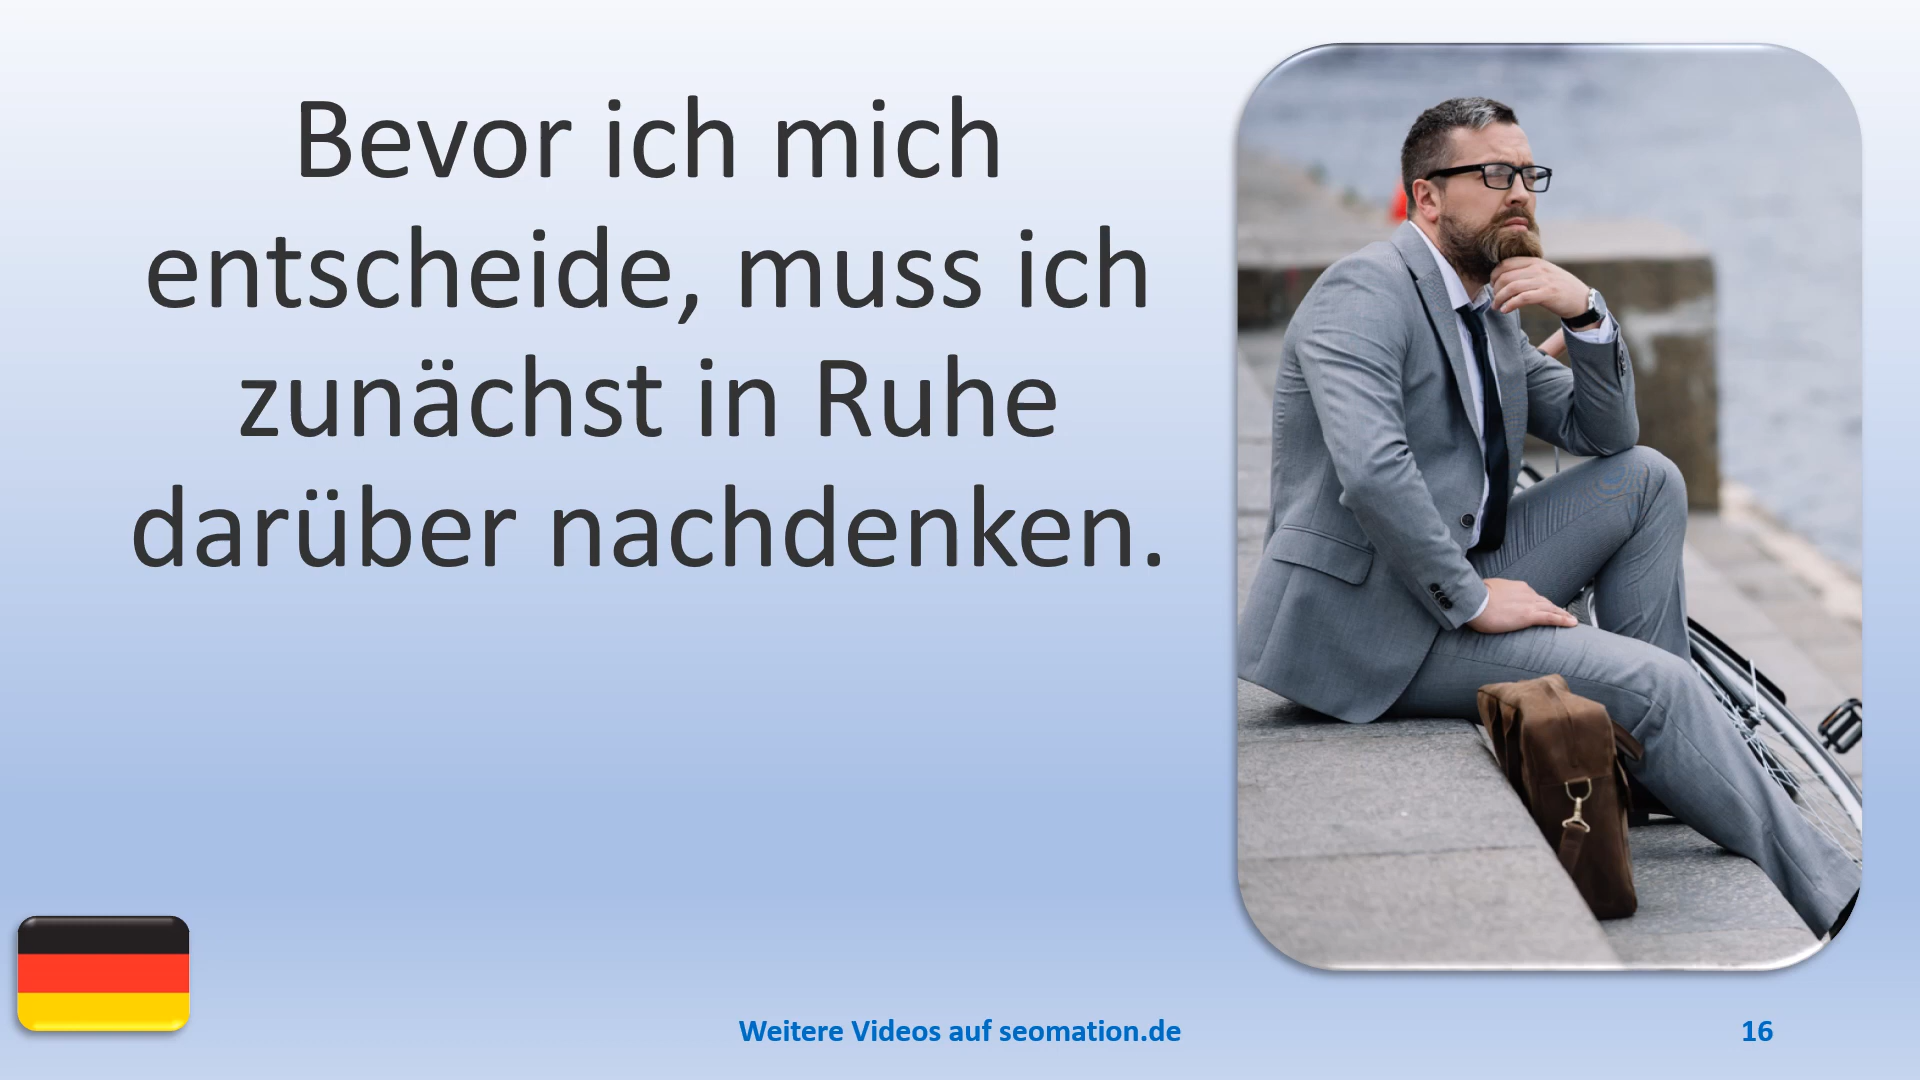 Bevor ich mich
entscheide, muss ich
zunächst in Ruhe
darüber nachdenken.
Weitere Videos auf seomation.de
16